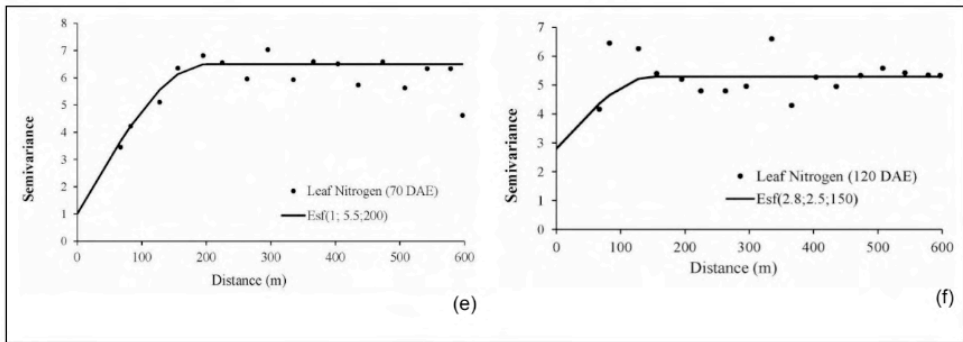 8
7
6
5
4
3
2
1
0
Semivariance
Leaf Nitrogen (70 DAE)
Esf(1; 5.5;200)
0 100 200 300 400 500 600
Distance (m)
(e)
7
6
5
4
3
2
1
0
Semivariance
Leaf Nitrogen (120 DAE)
Esf(2.8;2.5;150)
0 100 200 300 400 500 600
Distance (m)
(f)